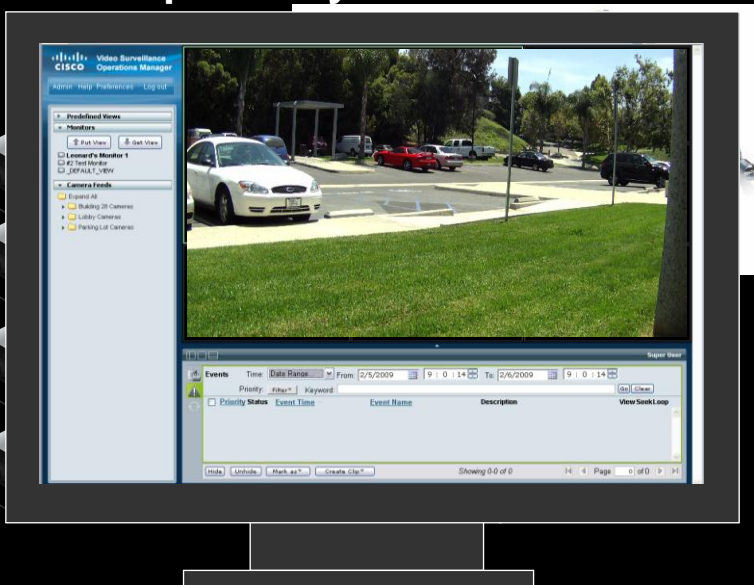 CISCO
Video Surveillance
Operations Manager
Admin Help Preferences Log out
Predefined Views
Monitors
Put View Get View
Leonard's Monitor 1
#2 Test Monitor
_DEFAULT_VIEW
Camera Feeds
Expand All
Building 28 Cameras
Lobby Cameras
Parking Lot Cameras
Super User
Events Time: Date Range... From: 2/5/2009 9 : 0 : 14 To: 2/6/2009 9 : 0 : 14
Priority: Filter Keyword: Go Clear
Priority Status Event Time Event Name Description View Seek Loop
Hide Unhide Mark as Create Clip Showing 0-0 of 0 Page 0 of 0